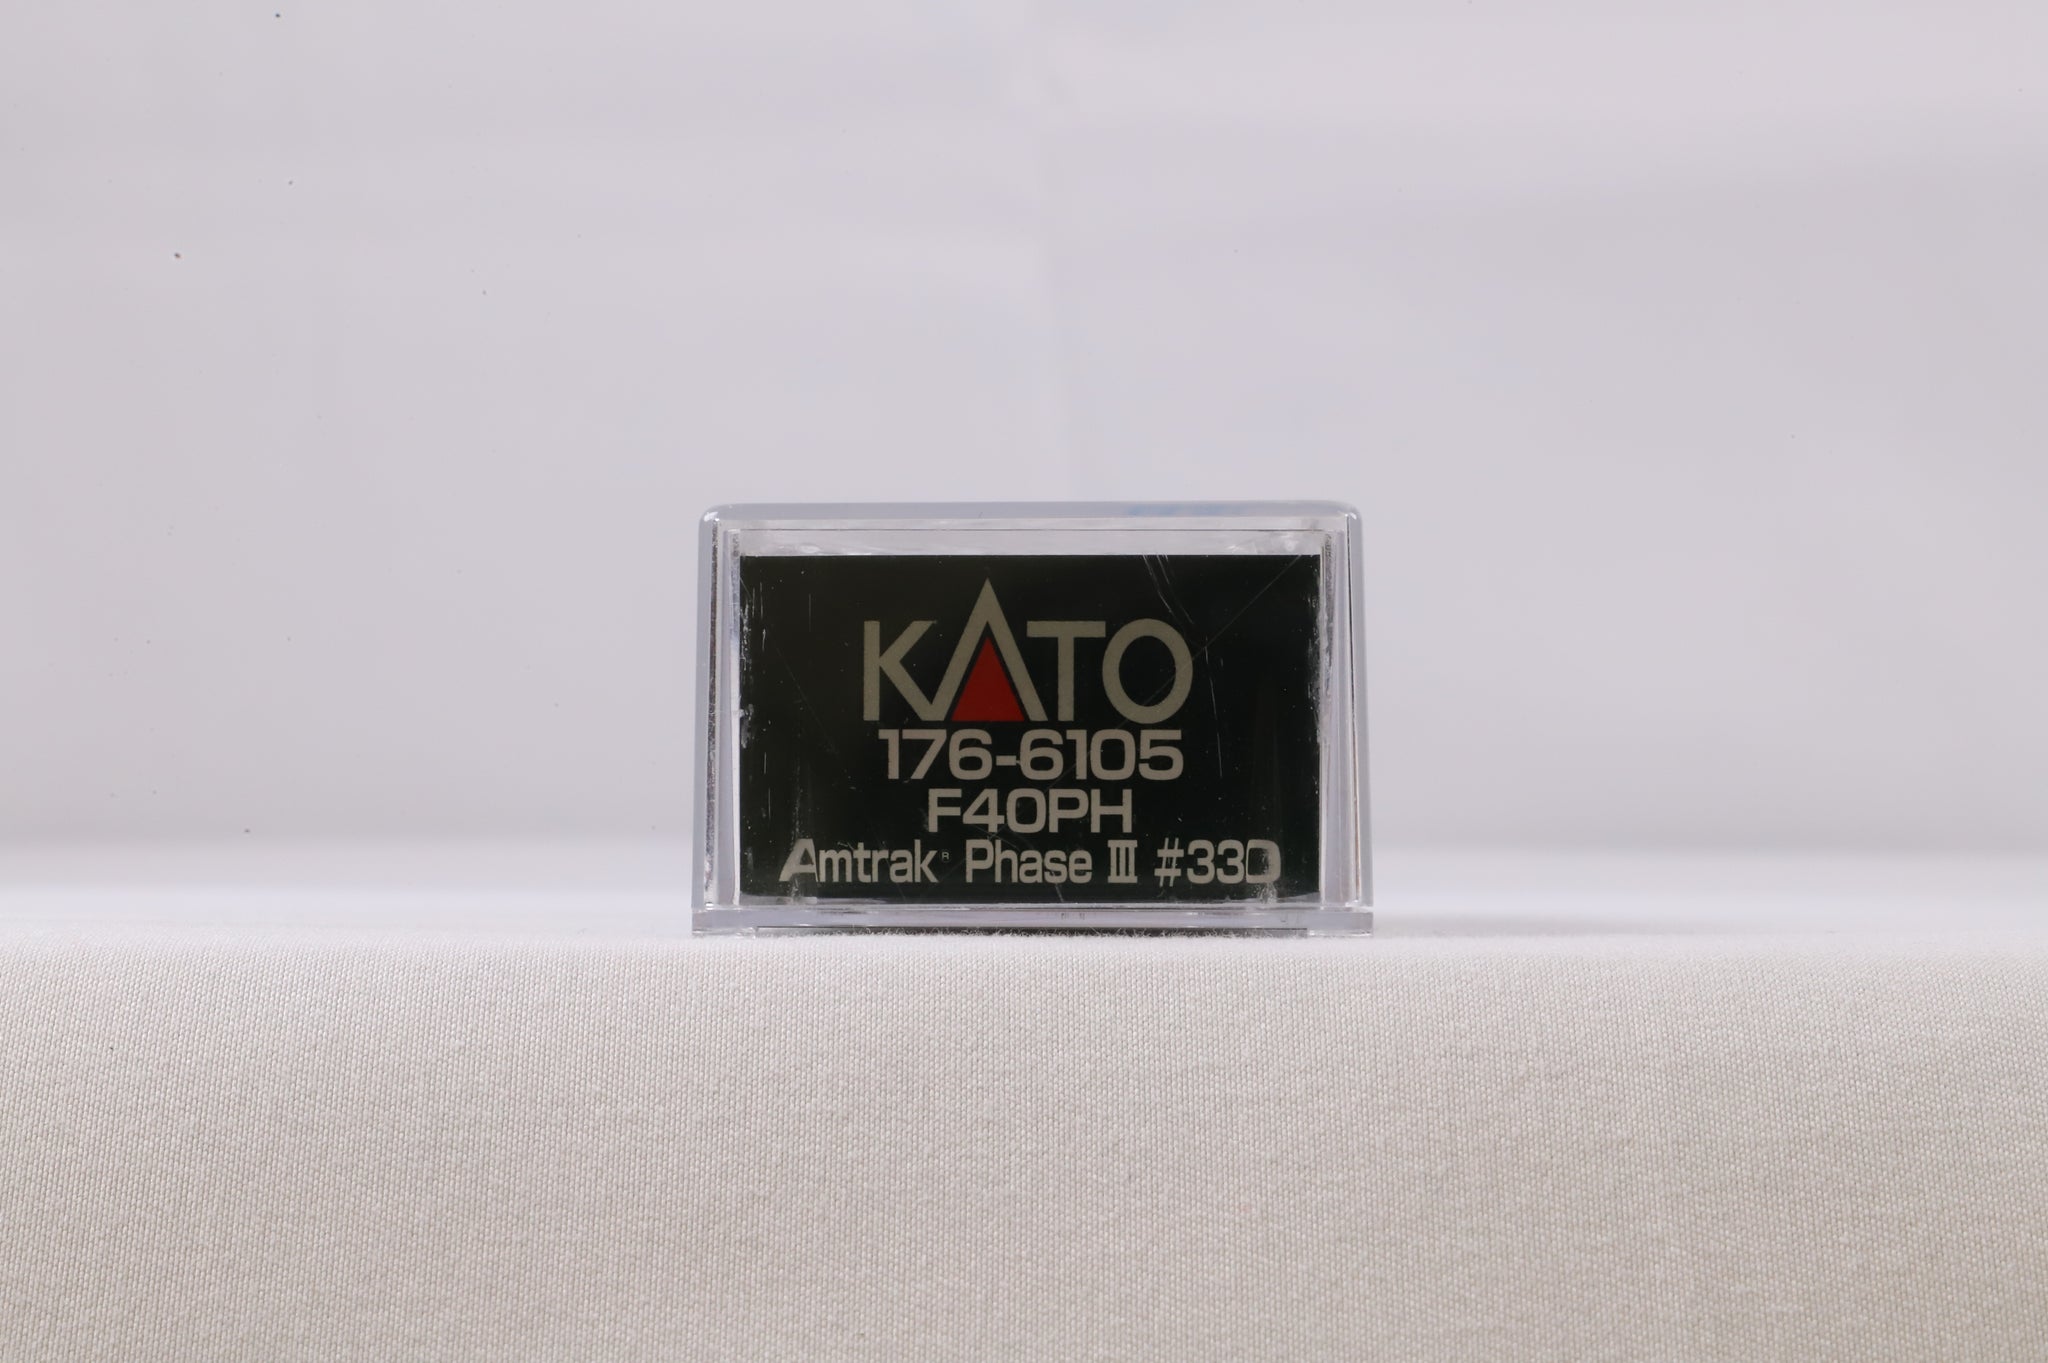 KATO
176-6105
F40PH
Amtrak® Phase III #330